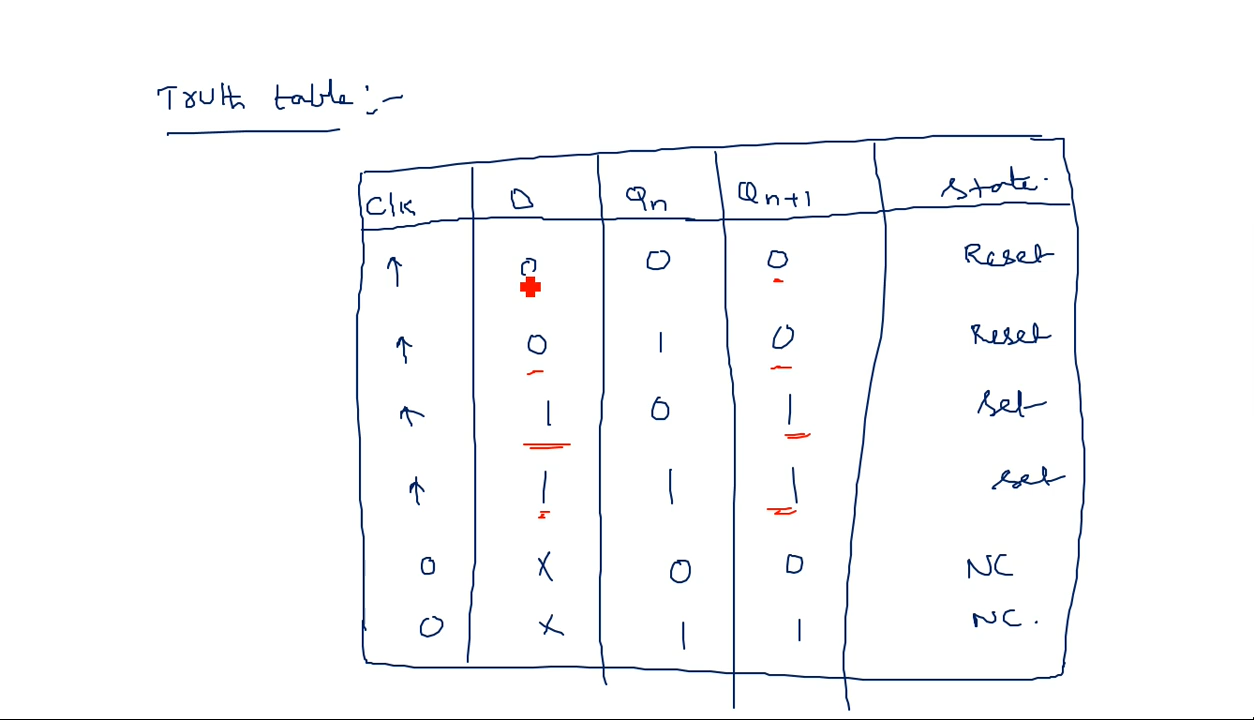 Truth table :-
Clk D Qn Qn+1 State.
↑ 0 0 0 Reset
↑ 0 1 0 Reset
↑ 1 0 1 Set
↑ 1 1 1 Set
0 X 0 0 NC
0 X 1 1 NC.